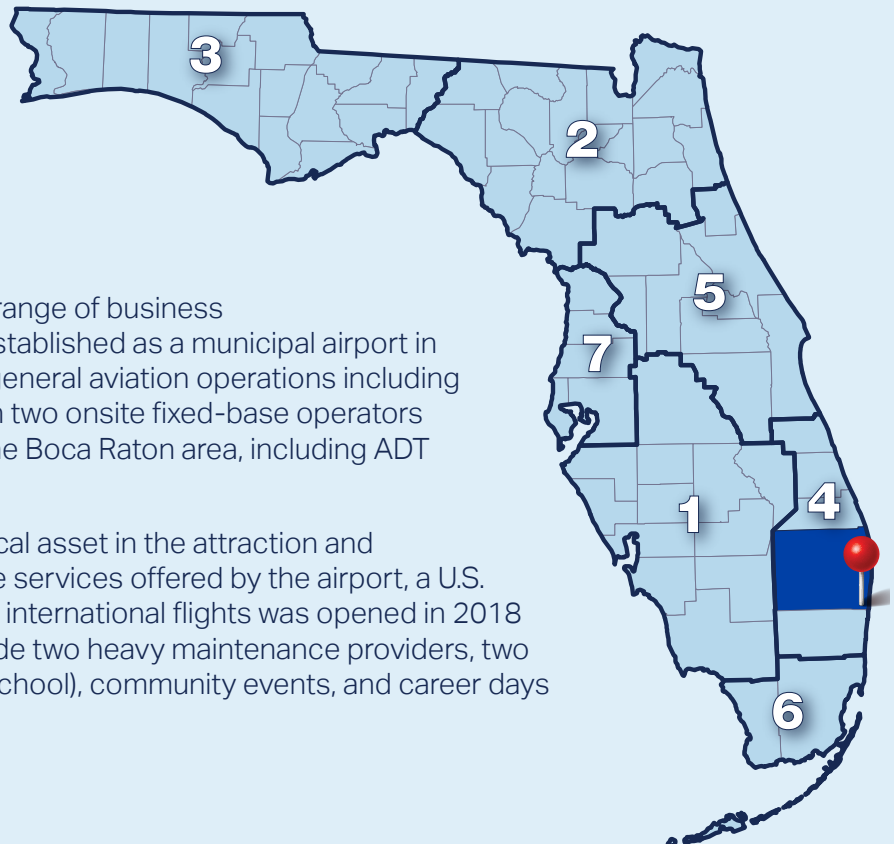 3
2
5
range of business
stablished as a municipal airport in
7
general aviation operations including
two onsite fixed-base operators
e Boca Raton area, including ADT
4
1
cal asset in the attraction and
e services offered by the airport, a U.S.
international flights was opened in 2018
de two heavy maintenance providers, two
chool), community events, and career days
6